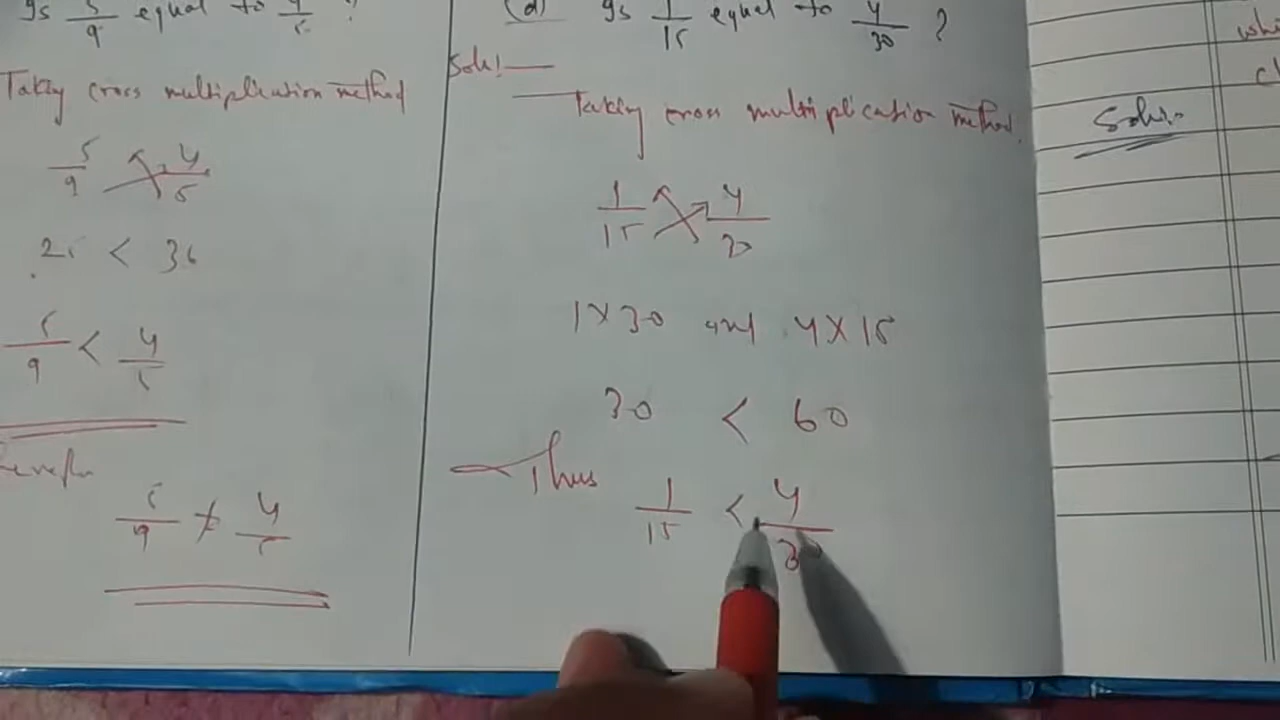 Is 5/9 equal to 4/5 ?
Taking cross multiplication method
5/9 4/5
25 < 36
5/9 < 4/5
5/9 ≠ 4/5
(d) Is 1/15 equal to 4/30 ?
Soln:
Taking cross multiplication method.
1/15 4/30
1 × 30 and 4 × 15
30 < 60
Thus
1/15 < 4/30
Soln:-